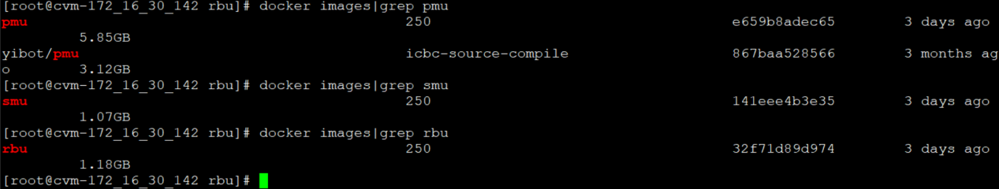 [root@cvm-172_16_30_142 rbu]# docker images|grep pmu
pmu 250 e659b8adec65 3 days ago
5.85GB
yibot/pmu icbc-source-compile 867baa528566 3 months ag
o 3.12GB
[root@cvm-172_16_30_142 rbu]# docker images|grep smu
smu 250 141eee4b3e35 3 days ago
1.07GB
[root@cvm-172_16_30_142 rbu]# docker images|grep rbu
rbu 250 32f71d89d974 3 days ago
1.18GB
[root@cvm-172_16_30_142 rbu]#